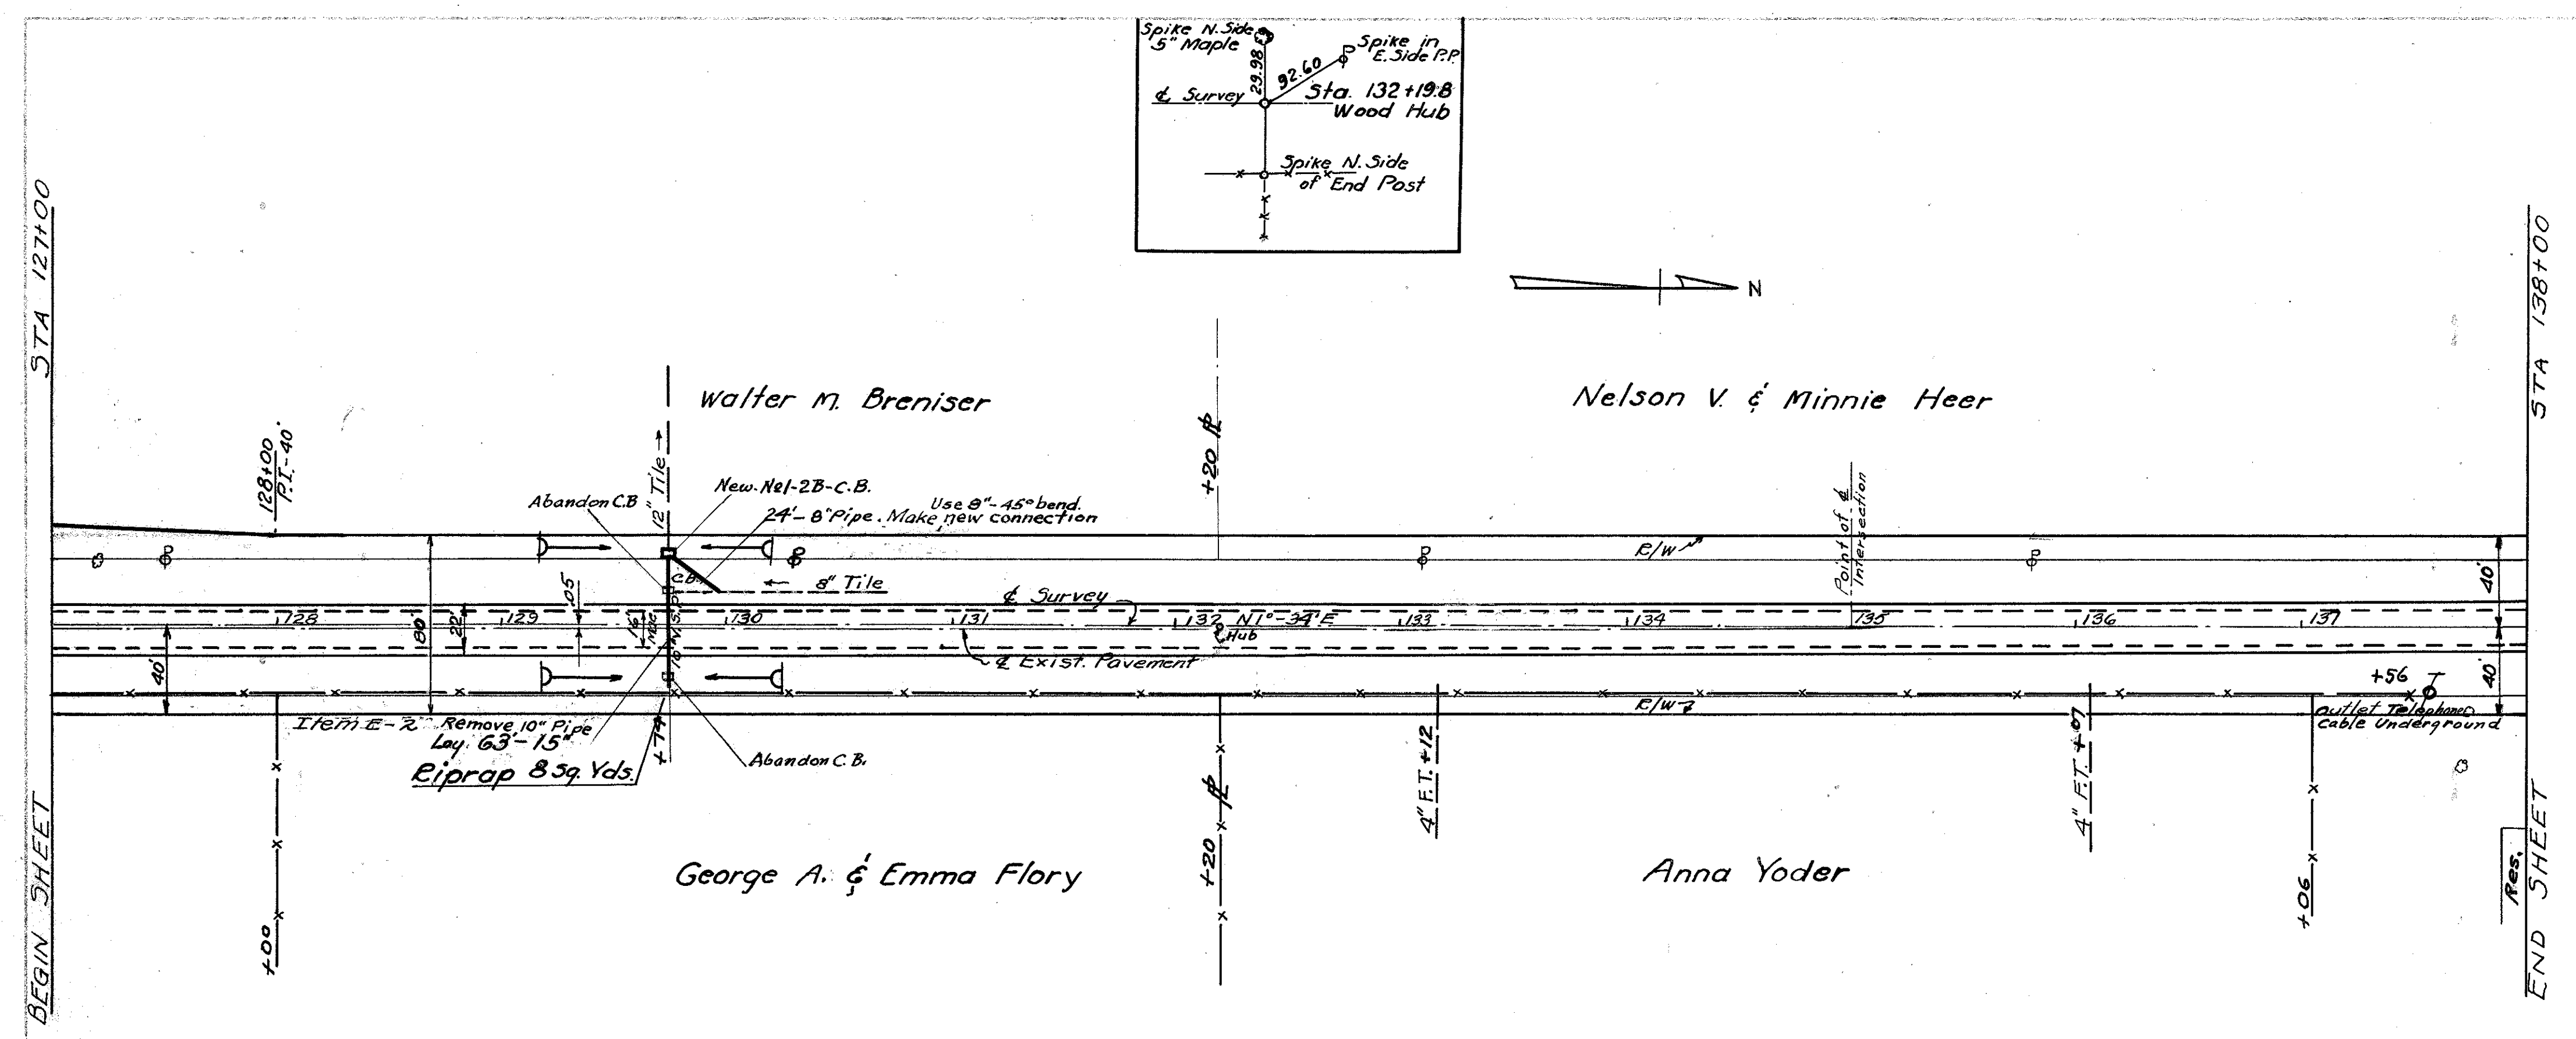 Spike N. Side
5" Maple
Spike in
E. Side P.P.
29.98
92.60
℄ Survey
Sta. 132+19.8
Wood Hub
Spike N. Side
of End Post
N
STA 127+00
STA 138+00
Walter M. Breniser
Nelson V. & Minnie Heer
128+00
P.I.-40'
12" Tile
+20 ⅊
Abandon C.B
New No1-2B-C.B.
Use 8"-45° bend.
24'-8" Pipe. Make new connection
Point of ℄
Intersection
R/W
C.B.
8" Tile
.05
℄ Survey
40'
128
129
130
131
132
N1°-34'E
133
134
135
136
137
80'
22'
16'
Mac
Hub
℄ Exist. Pavement
40'
40'
+56
T
R/W
Outlet Telephone
Cable Underground
Item E-2
Remove 10" Pipe
Lay 63'-15"
Riprap 8 Sq. Yds.
+74
Abandon C.B.
⅊
4" F.T. +12
4" F.T. +07
George A. & Emma Flory
Anna Yoder
+00
+20
+06
Res.
BEGIN SHEET
END SHEET